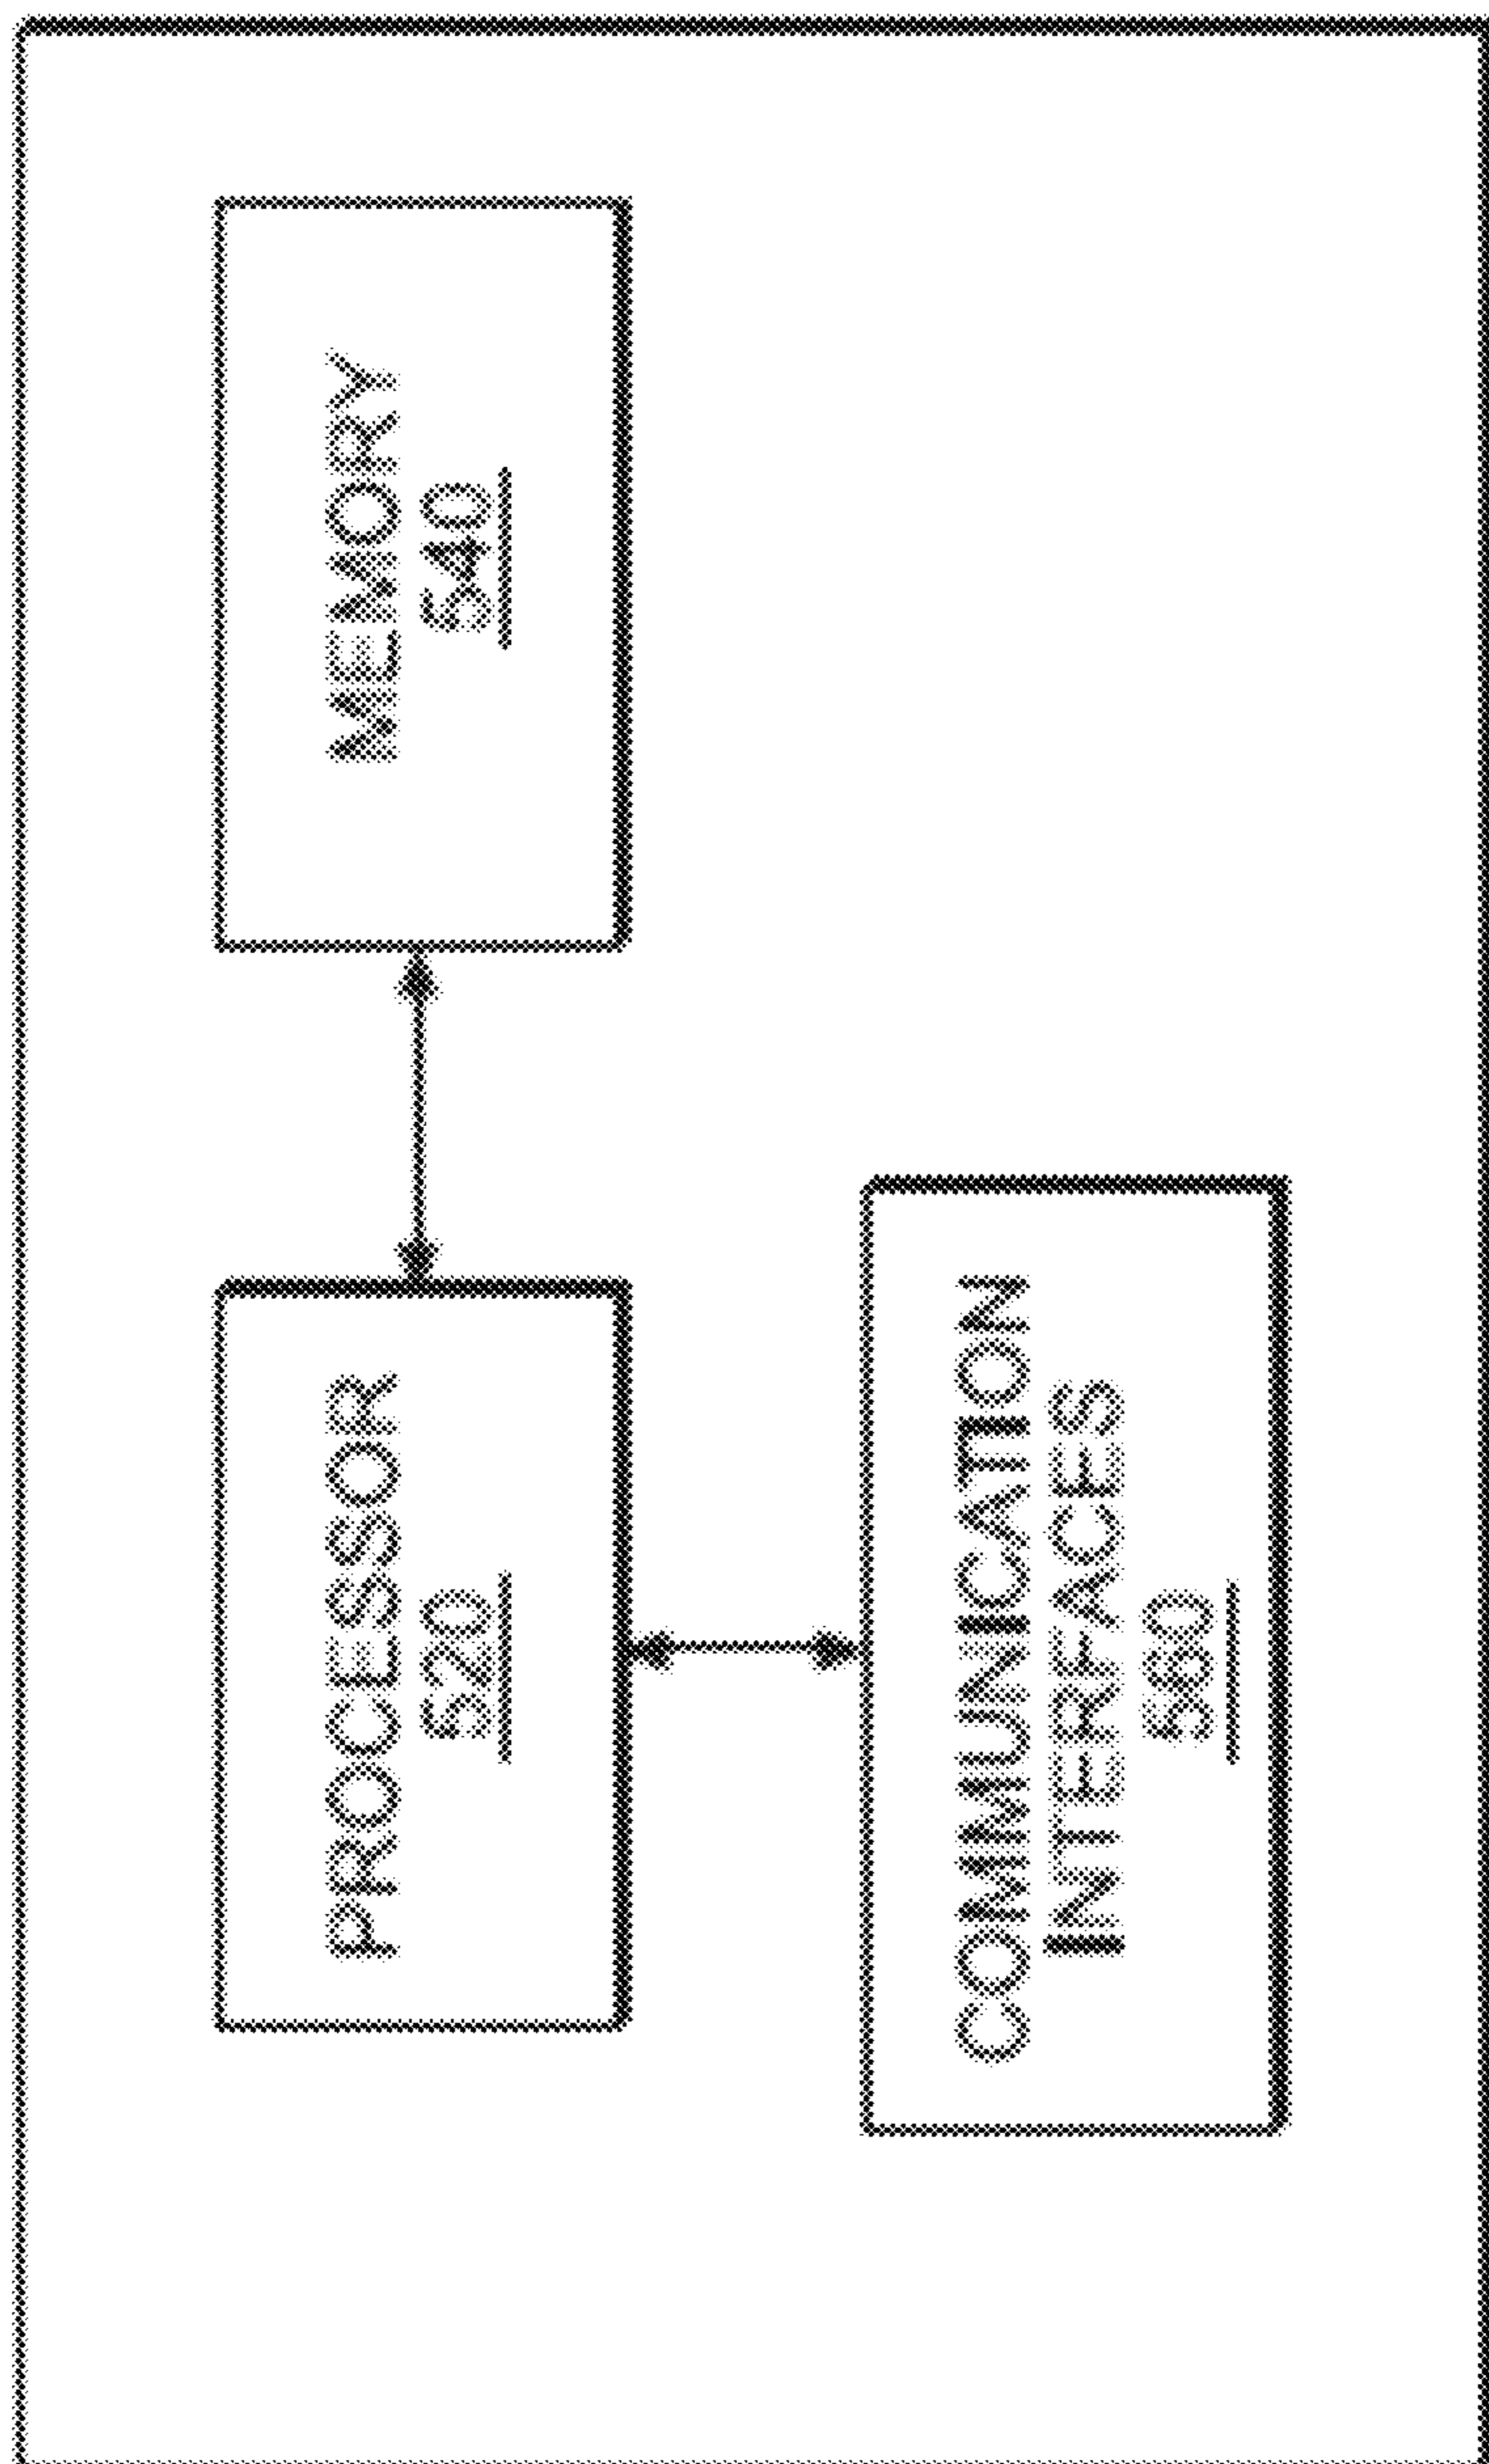 PROCESSOR
520
MEMORY
540
COMMUNICATION
INTERFACES
560